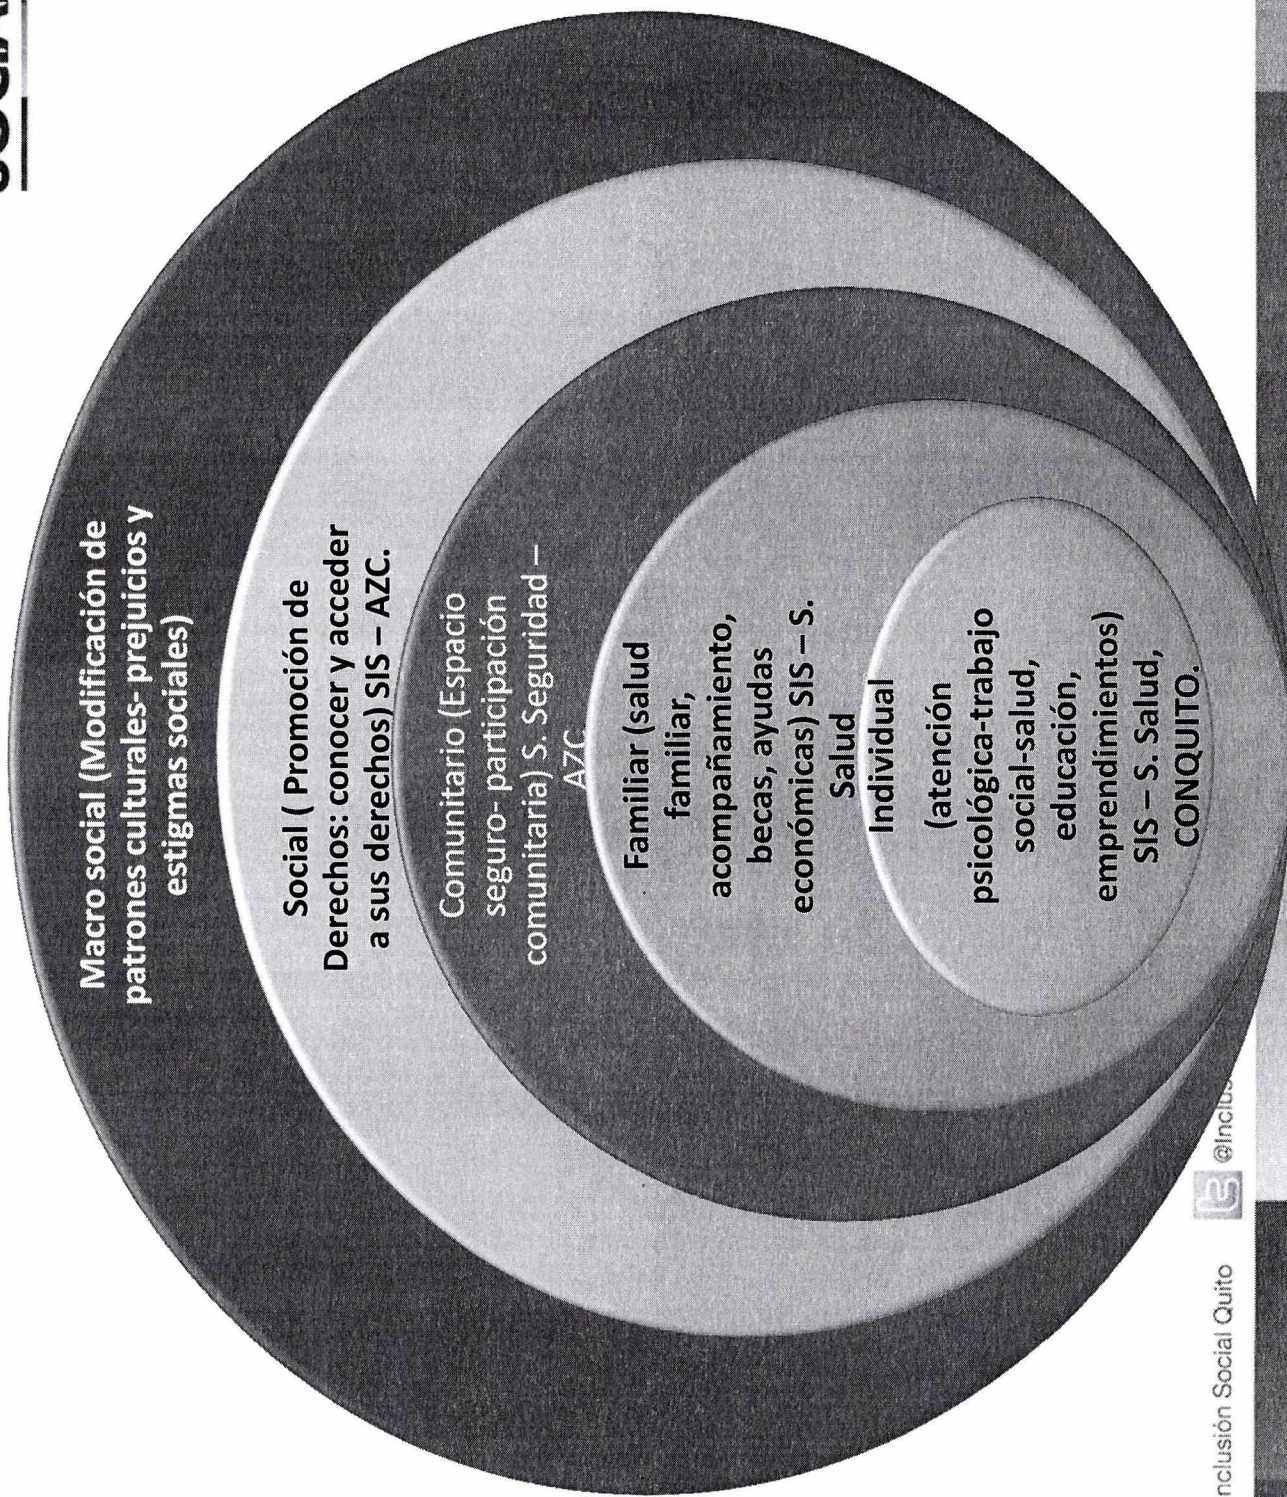 Macro social (Modificación de
patrones culturales- prejuicios y
estigmas sociales)
Social ( Promoción de
Derechos: conocer y acceder
a sus derechos) SIS – AZC.
Comunitario (Espacio
seguro- participación
comunitaria) S. Seguridad –
AZC
Familiar (salud
familiar,
acompañamiento,
becas, ayudas
económicas) SIS – S.
Salud
Individual
(atención
psicológica-trabajo
social-salud,
educación,
emprendimientos)
SIS – S. Salud,
CONQUITO.
nclusión Social Quito
@Inclus